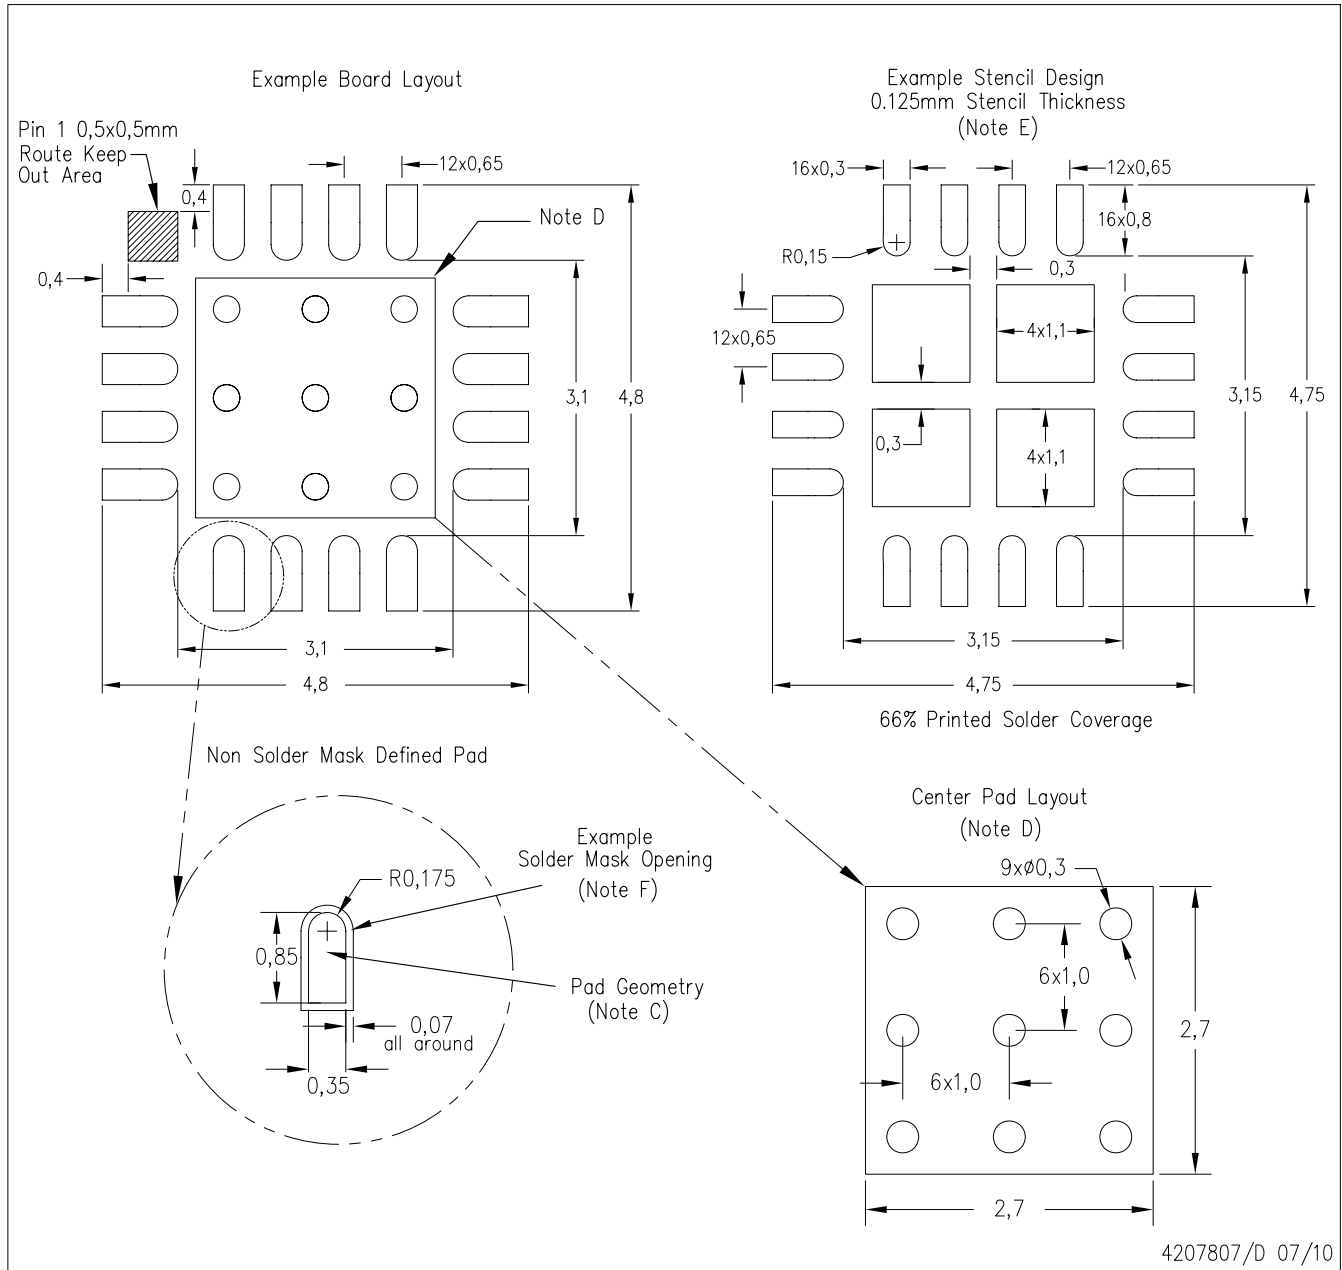 Example Board Layout
Pin 1 0,5x0,5mm
Route Keep
Out Area
0,4
0,4
12x0,65
Note D
3,1
4,8
3,1
4,8
Example Stencil Design
0.125mm Stencil Thickness
(Note E)
16x0,3
12x0,65
16x0,8
R0,15
0,3
12x0,65
4x1,1
3,15
4,75
0,3
4x1,1
3,15
4,75
66% Printed Solder Coverage
Non Solder Mask Defined Pad
Example
Solder Mask Opening
(Note F)
R0,175
0,85
Pad Geometry
(Note C)
0,07
all around
0,35
Center Pad Layout
(Note D)
9xø0,3
6x1,0
6x1,0
2,7
2,7
4207807/D 07/10